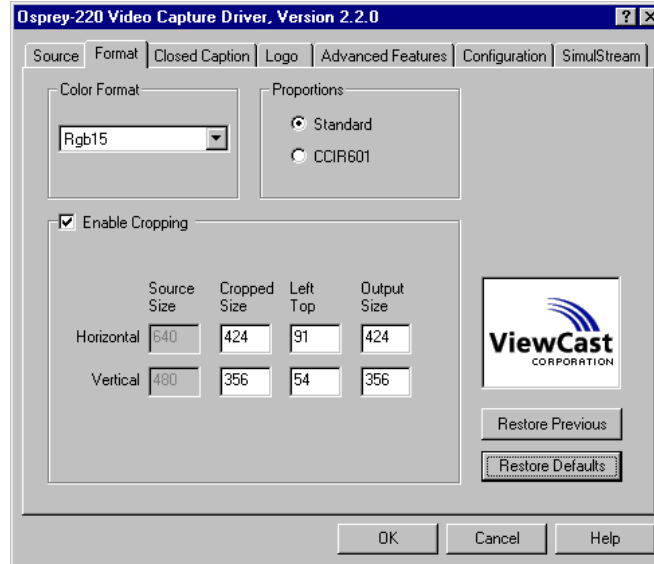 Osprey-220 Video Capture Driver, Version 2.2.0
Source Format Closed Caption Logo Advanced Features Configuration SimulStream
Color Format
Proportions
Rgb15
Standard
CCIR601
Enable Cropping
Source Size
Cropped Size
Left Top
Output Size
Horizontal 640 424 91 424
Vertical 480 356 54 356
ViewCast
CORPORATION
Restore Previous
Restore Defaults
OK Cancel Help